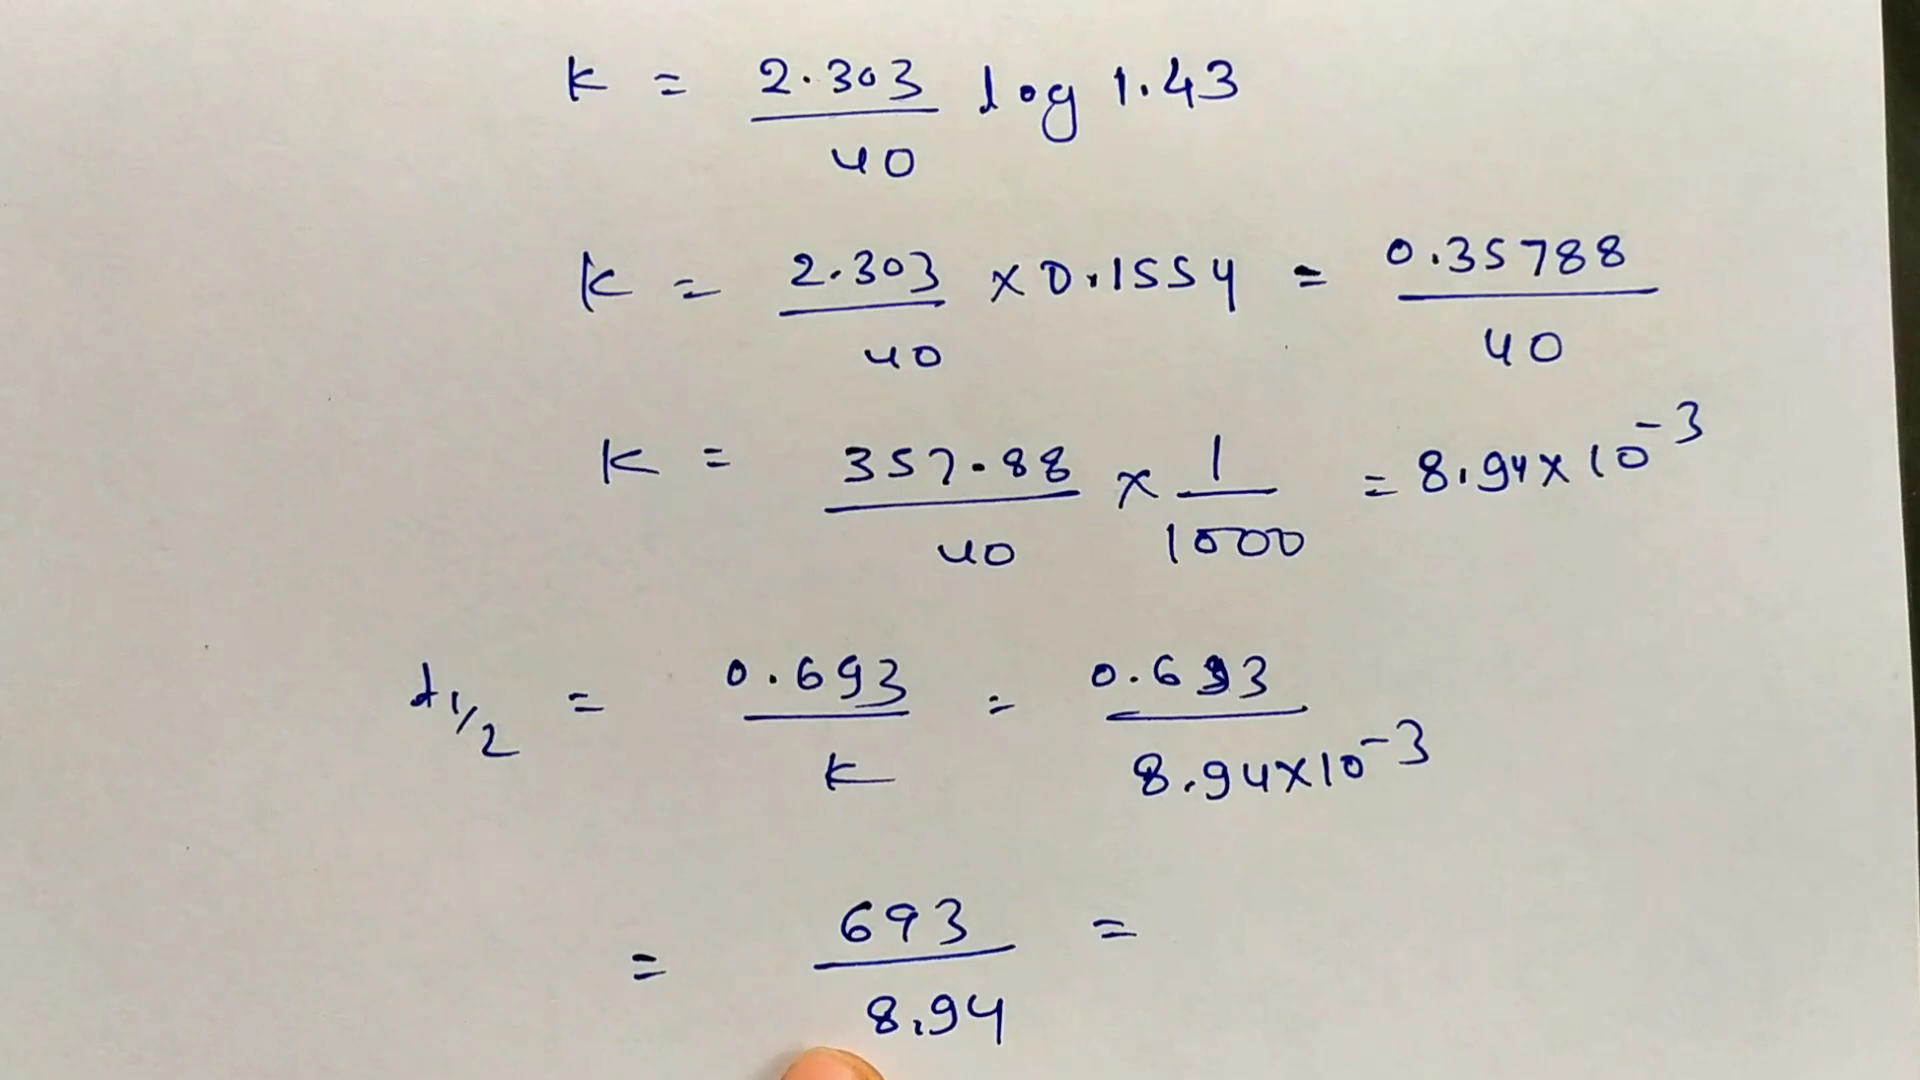 k = 2.303/40 log 1.43
k = 2.303/40 × 0.1554 = 0.35788/40
k = 357.88/40 × 1/1000 = 8.94 × 10⁻³
t₁/₂ = 0.693/k = 0.693/8.94×10⁻³
= 693/8.94 =